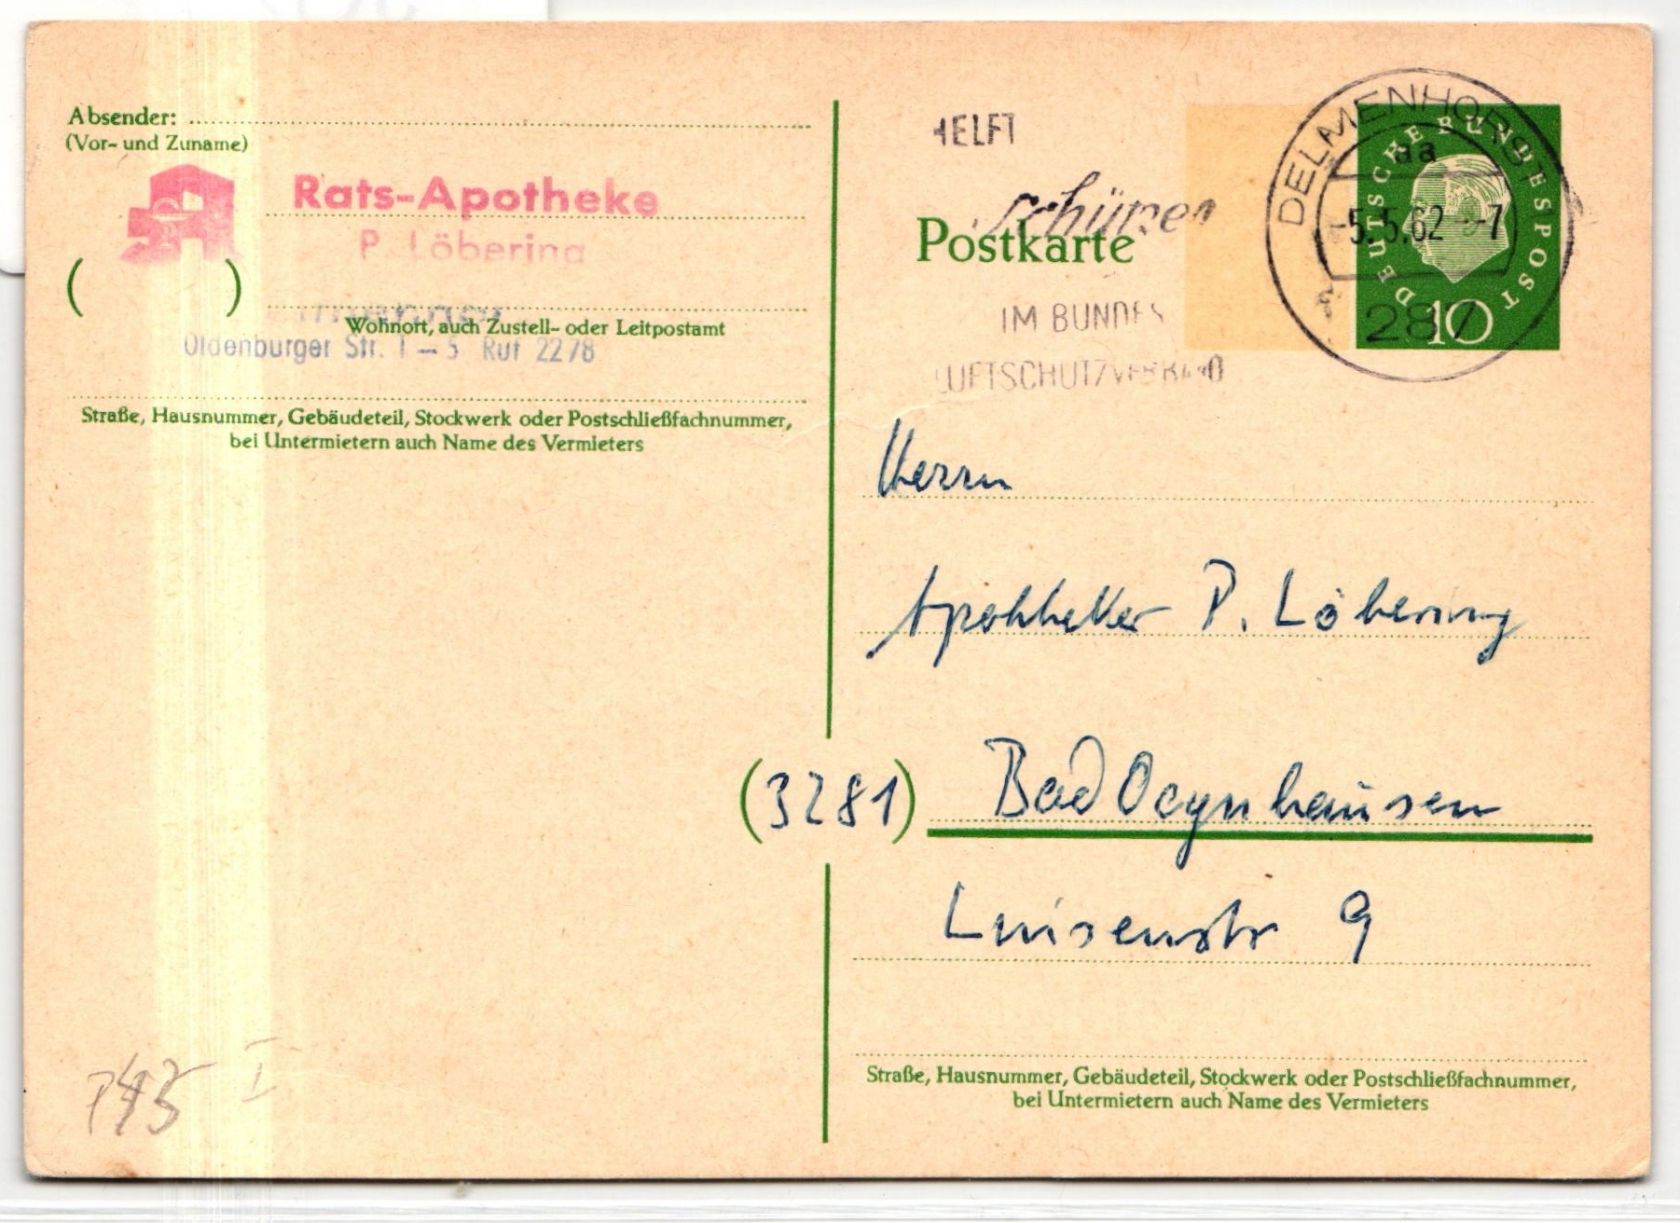 Absender:
(Vor- und Zuname)
Rats-Apotheke
P. Löbering
( )
Wohnort, auch Zustell- oder Leitpostamt
Oldenburger Str. 1 – 5 Ruf 2278
Straße, Hausnummer, Gebäudeteil, Stockwerk oder Postschließfachnummer,
bei Untermietern auch Name des Vermieters
HELFT
schützen
Postkarte
IM BUNDES
LUFTSCHUTZVERBAND
DELMENHORST
aa
-5.5.62 -7
287
DEUTSCHE BUNDESPOST
10
Herrn
Apotheker P. Löbering
(3281) Bad Oeynhausen
Luisenstr 9
Straße, Hausnummer, Gebäudeteil, Stockwerk oder Postschließfachnummer,
bei Untermietern auch Name des Vermieters
I